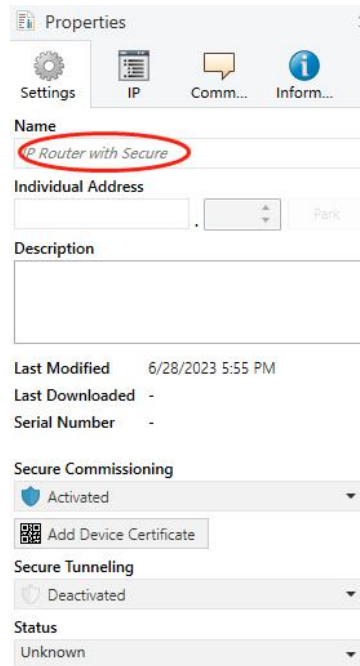 Properties
Settings
IP
Comm...
Inform...
Name
IP Router with Secure
Individual Address
.
Park
Description
Last Modified 6/28/2023 5:55 PM
Last Downloaded -
Serial Number -
Secure Commissioning
Activated
Add Device Certificate
Secure Tunneling
Deactivated
Status
Unknown